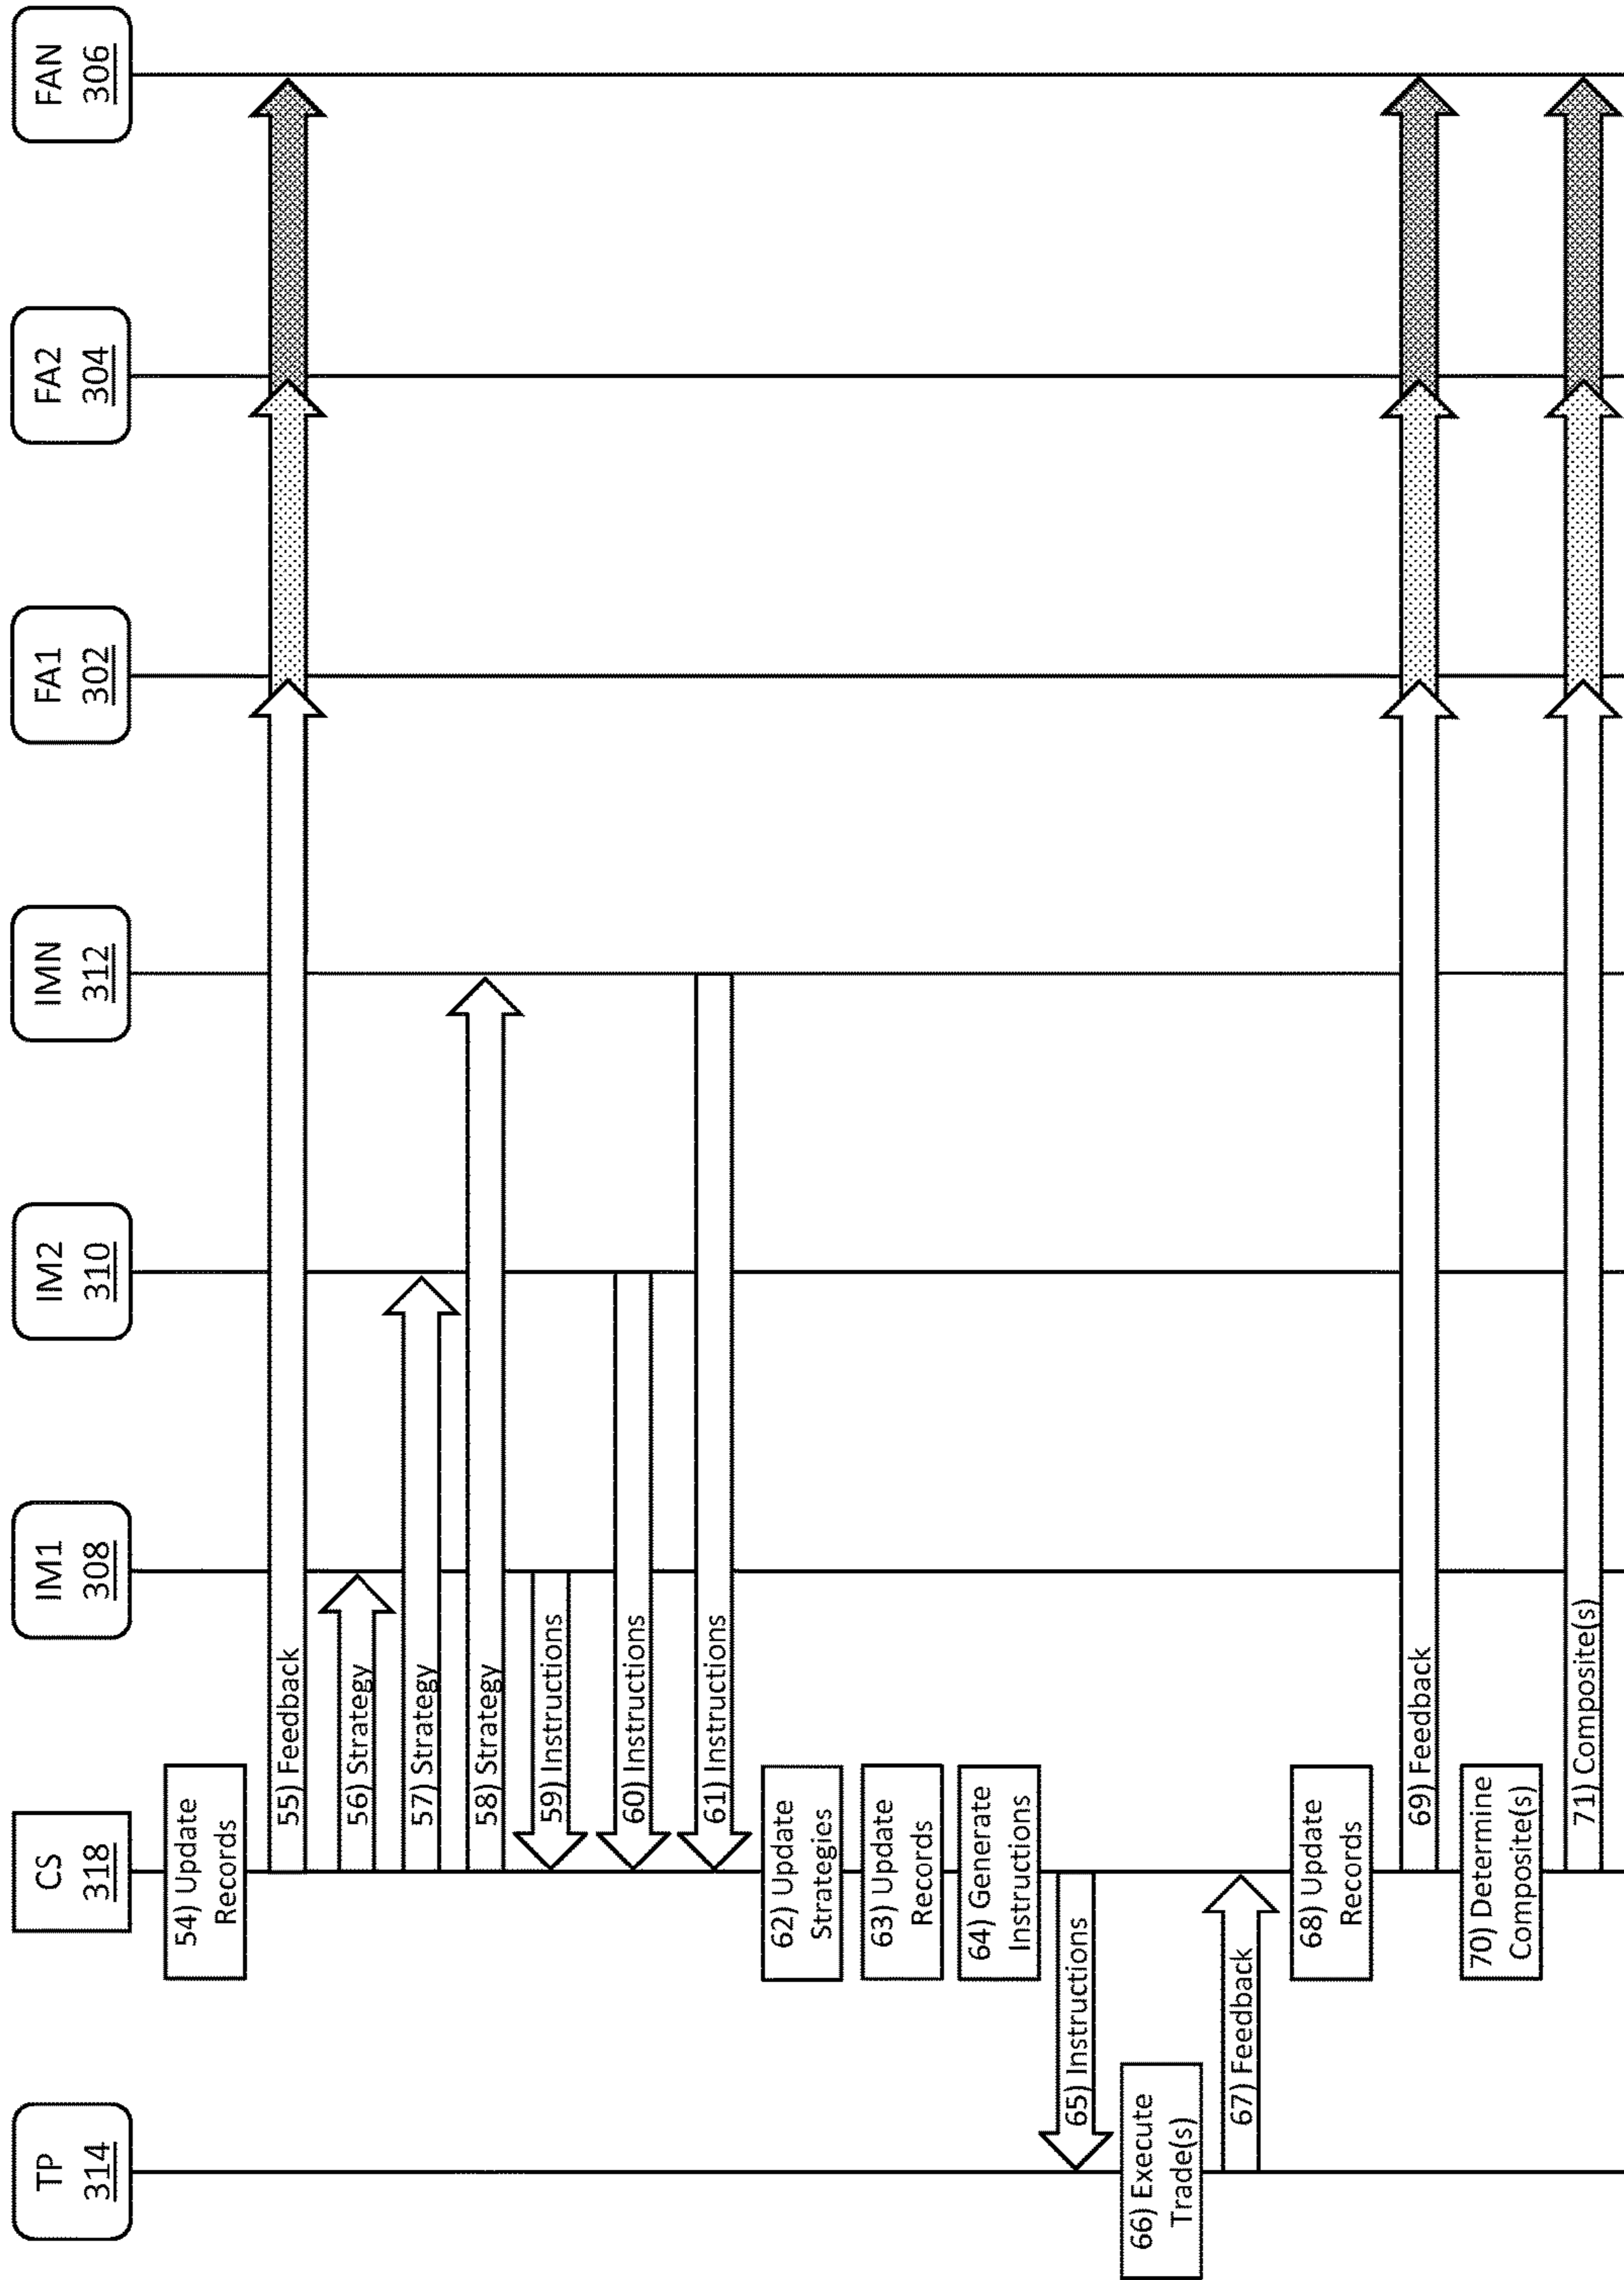 TP
314
CS
318
IM1
308
IM2
310
IMN
312
FA1
302
FA2
304
FAN
306
54) Update
Records
55) Feedback
56) Strategy
57) Strategy
58) Strategy
59) Instructions
60) Instructions
61) Instructions
62) Update
Strategies
63) Update
Records
64) Generate
Instructions
65) Instructions
66) Execute
Trade(s)
67) Feedback
68) Update
Records
69) Feedback
70) Determine
Composite(s)
71) Composite(s)